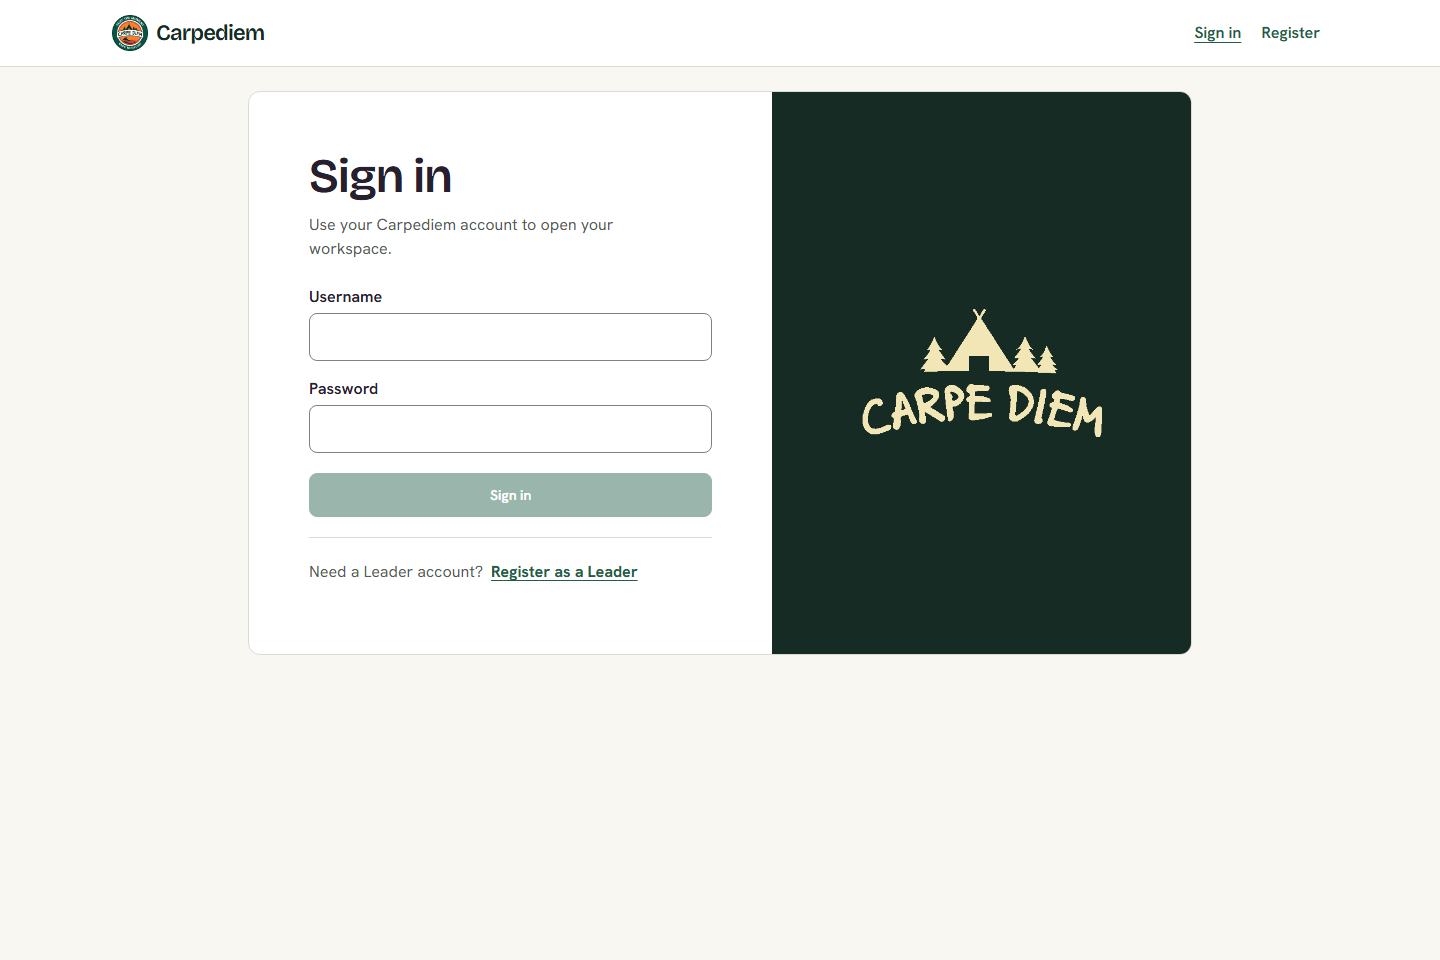 Carpediem
Sign in
Register
Sign in
Use your Carpediem account to open your
workspace.
Username
Password
Sign in
Need a Leader account? Register as a Leader
CARPE DIEM